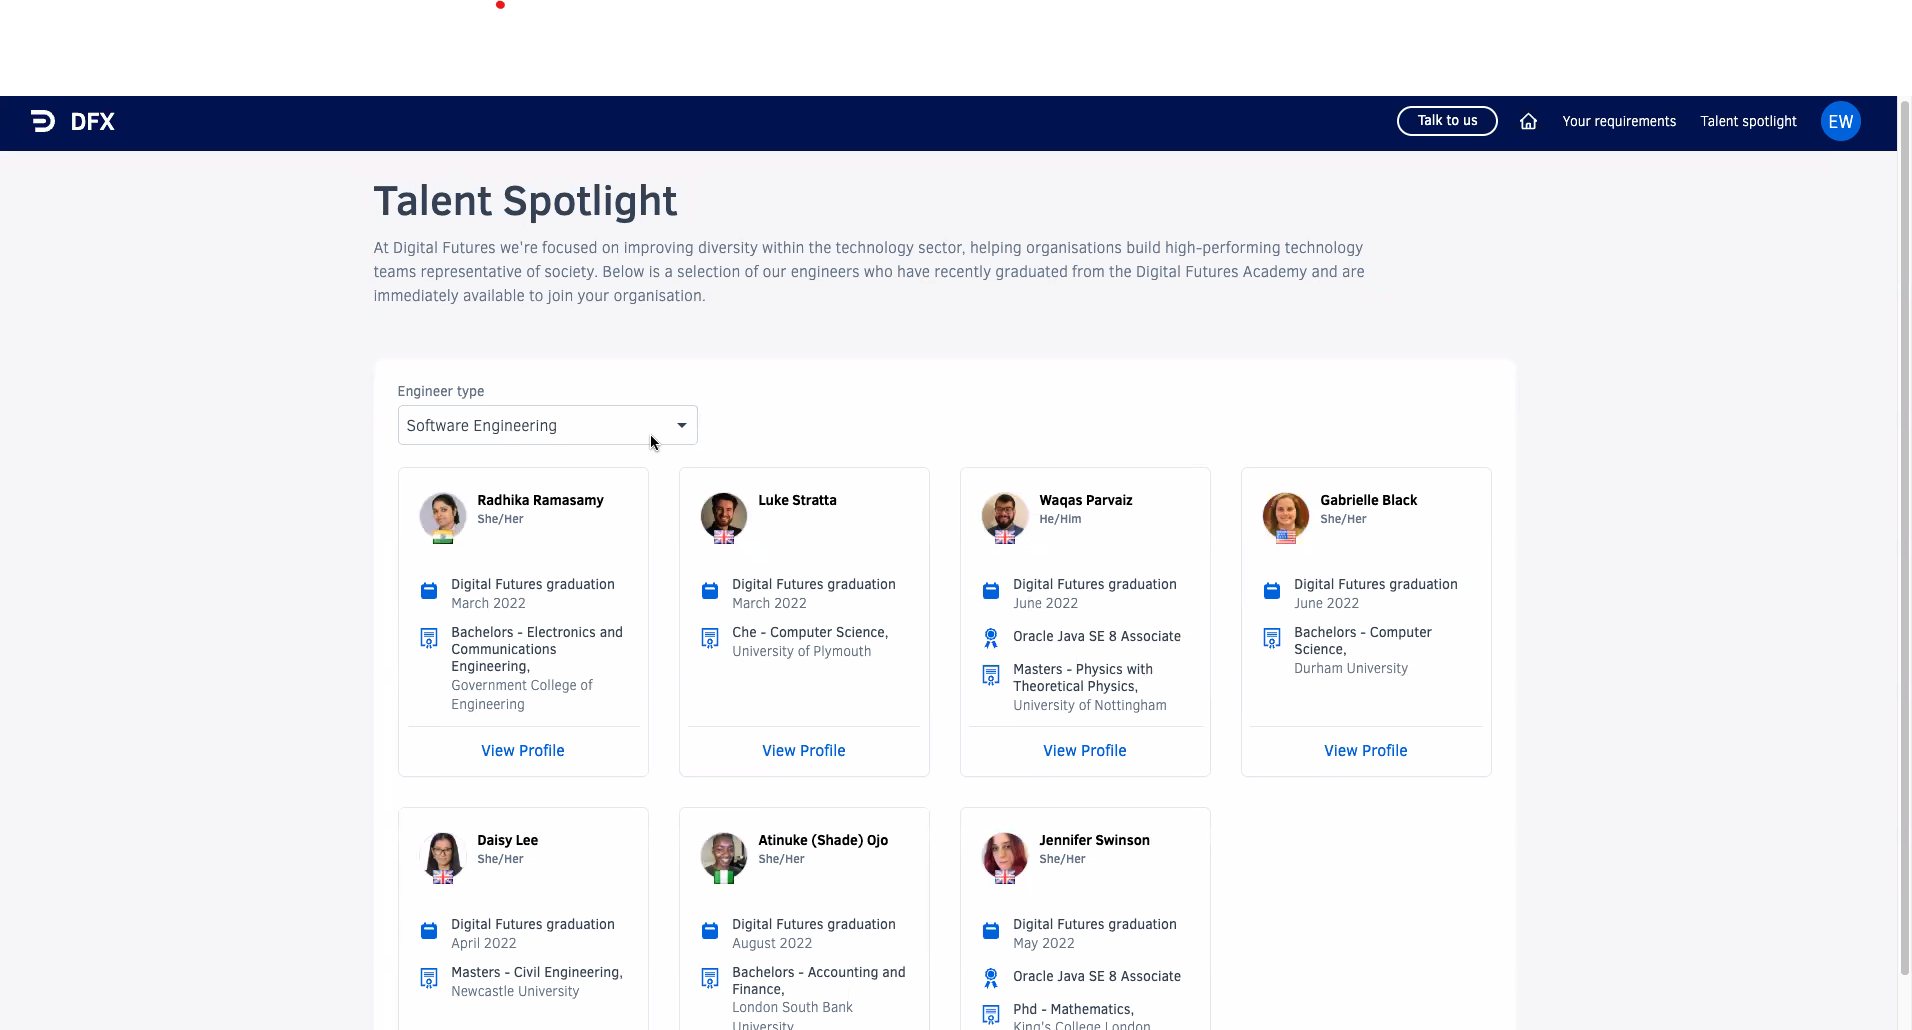 DFX
Talk to us
Your requirements
Talent spotlight
EW
Talent Spotlight
At Digital Futures we're focused on improving diversity within the technology sector, helping organisations build high-performing technology
teams representative of society. Below is a selection of our engineers who have recently graduated from the Digital Futures Academy and are
immediately available to join your organisation.
Engineer type
Software Engineering
Radhika Ramasamy
She/Her
Digital Futures graduation
March 2022
Bachelors - Electronics and
Communications
Engineering,
Government College of
Engineering
View Profile
Luke Stratta
Digital Futures graduation
March 2022
Che - Computer Science,
University of Plymouth
View Profile
Waqas Parvaiz
He/Him
Digital Futures graduation
June 2022
Oracle Java SE 8 Associate
Masters - Physics with
Theoretical Physics,
University of Nottingham
View Profile
Gabrielle Black
She/Her
Digital Futures graduation
June 2022
Bachelors - Computer
Science,
Durham University
View Profile
Daisy Lee
She/Her
Digital Futures graduation
April 2022
Masters - Civil Engineering,
Newcastle University
Atinuke (Shade) Ojo
She/Her
Digital Futures graduation
August 2022
Bachelors - Accounting and
Finance,
London South Bank
University
Jennifer Swinson
She/Her
Digital Futures graduation
May 2022
Oracle Java SE 8 Associate
Phd - Mathematics,
King's College London